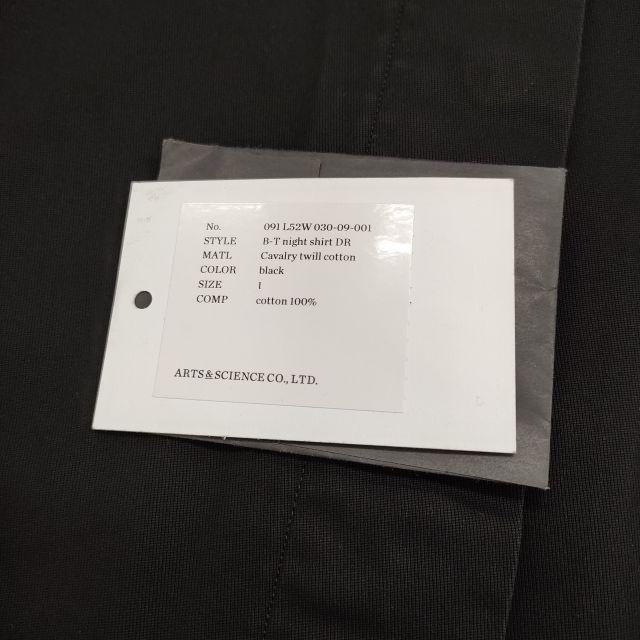 No. 091 L52W 030-09-001
STYLE B-T night shirt DR
MATL Cavalry twill cotton
COLOR black
SIZE 1
COMP cotton 100%
ARTS&SCIENCE CO., LTD.